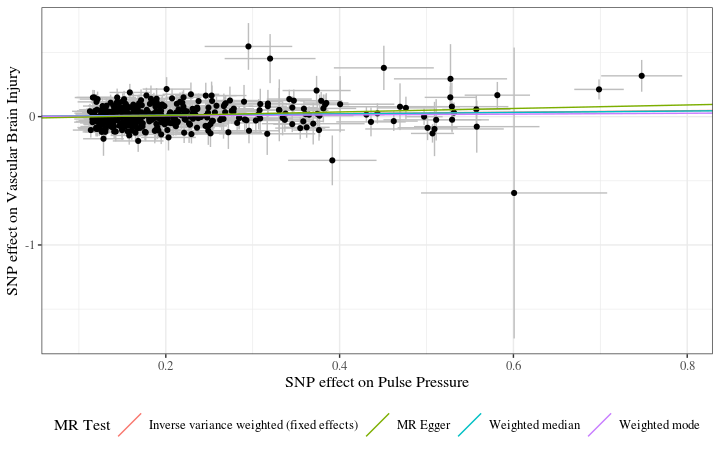 SNP effect on Vascular Brain Injury
0
-1
0.2 0.4 0.6 0.8
SNP effect on Pulse Pressure
MR Test Inverse variance weighted (fixed effects) MR Egger Weighted median Weighted mode